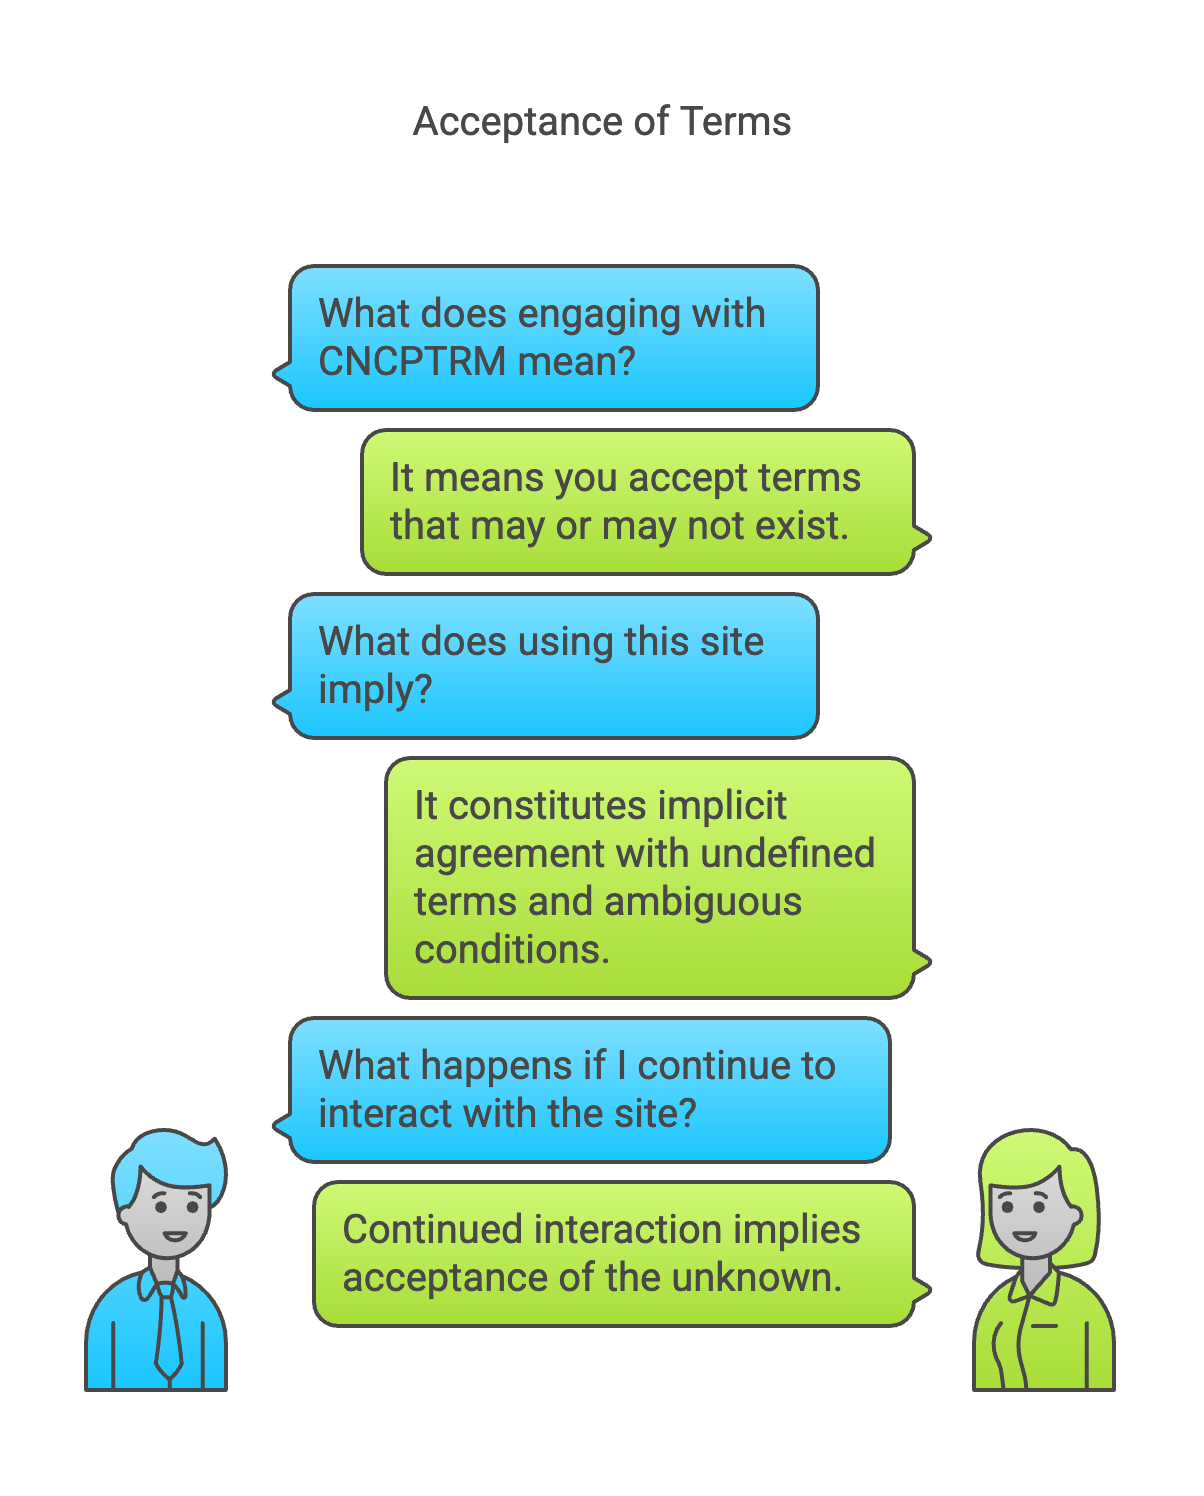 Acceptance of Terms
What does engaging with
CNCPTRM mean?
It means you accept terms
that may or may not exist.
What does using this site
imply?
It constitutes implicit
agreement with undefined
terms and ambiguous
conditions.
What happens if I continue to
interact with the site?
Continued interaction implies
acceptance of the unknown.